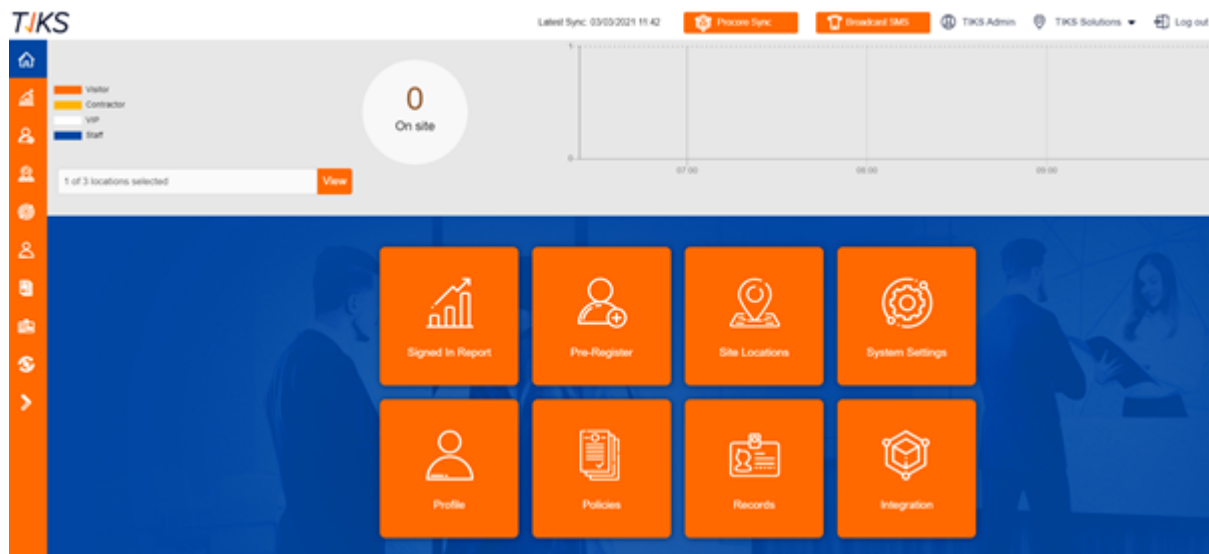 TIKS
Latest Sync: 03/03/2021 11:42
Procore Sync
Broadcast SMS
TIKS Admin
TIKS Solutions
Log out
Visitor
Contractor
VIP
Staff
0
On site
1
0
07:00
08:00
09:00
1 of 3 locations selected
View
Signed In Report
Pre-Register
Site Locations
System Settings
Profile
Policies
Records
Integration